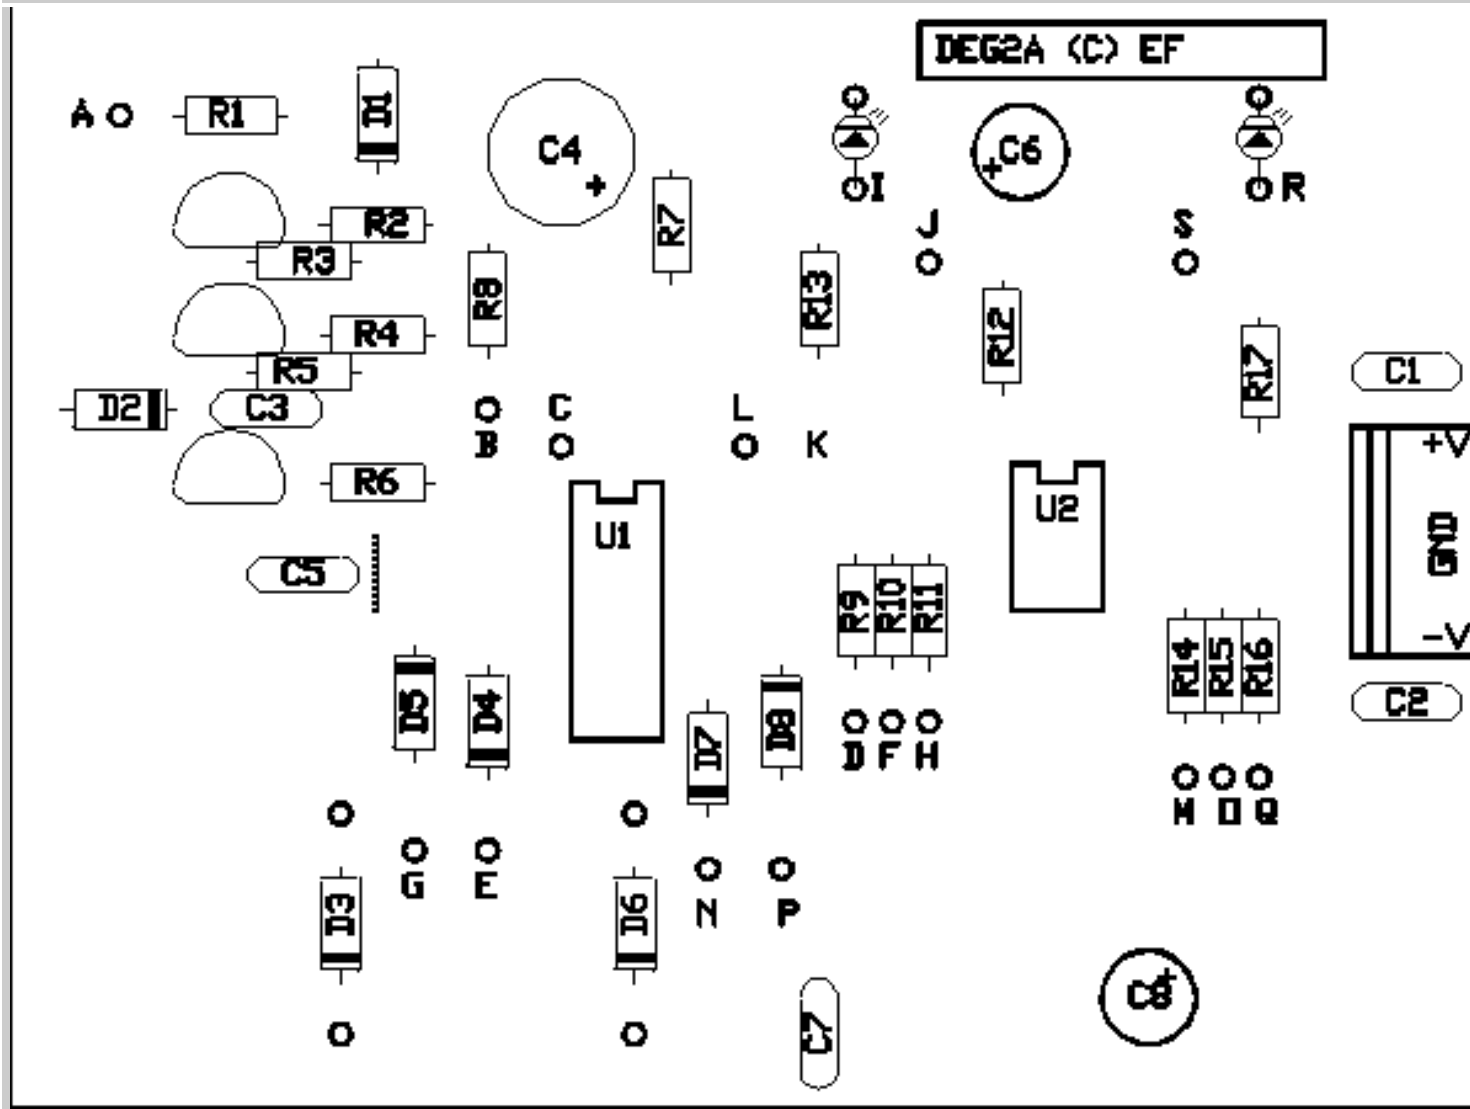 DEG2A (C) EF
A
R1
D1
C4
+
C6
+
I
R
R7
R2
J
S
R3
R8
R13
R12
R4
R17
R5
C1
D2
C3
C
L
B
K
+V
R6
U2
U1
GND
C5
R9
R10
R11
-V
R14
R15
R16
D5
D4
D8
C2
D7
D
F
H
M
O
Q
G
E
N
P
D3
D6
C8
+
C7